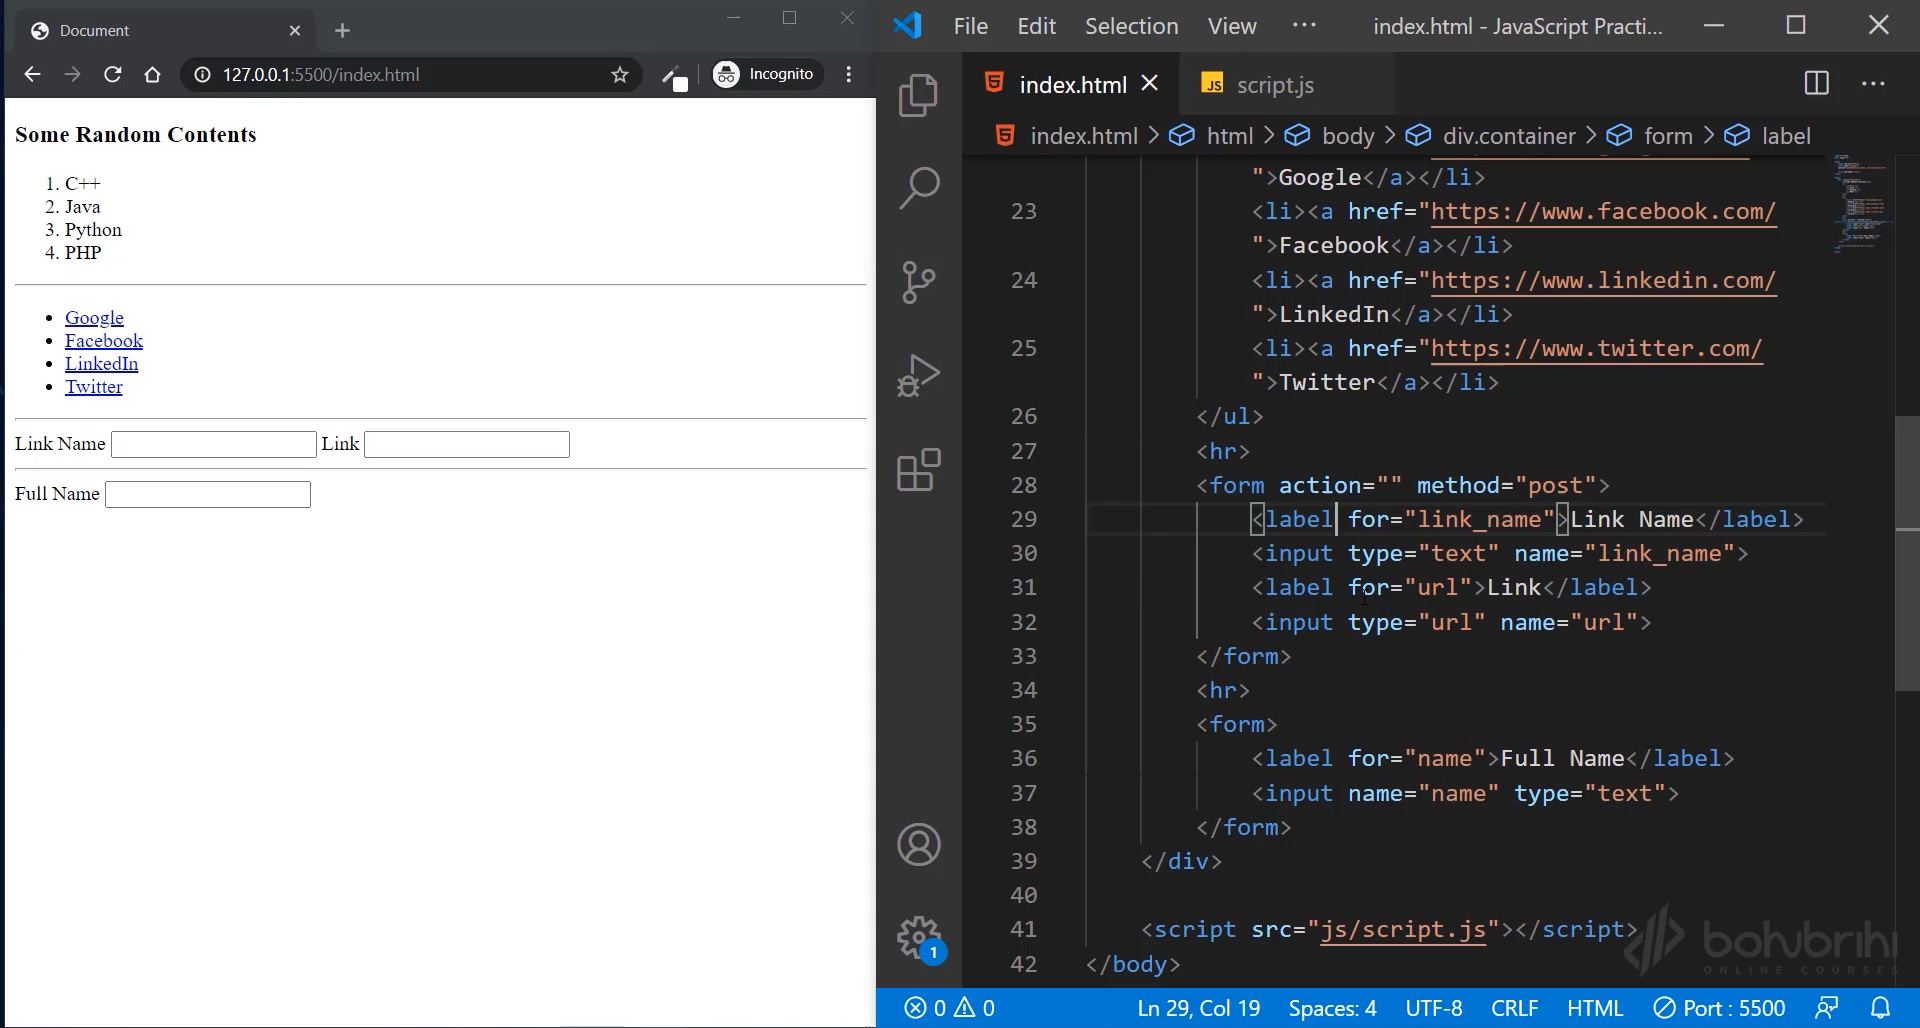 Document
127.0.0.1:5500/index.html
Incognito
Some Random Contents
1. C++
2. Java
3. Python
4. PHP
Google
Facebook
LinkedIn
Twitter
Link Name
Link
Full Name
File Edit Selection View ··· index.html - JavaScript Practi...
index.html
JS script.js
index.html > html > body > div.container > form > label
">Google</a></li>
23 <li><a href="https://www.facebook.com/
">Facebook</a></li>
24 <li><a href="https://www.linkedin.com/
">LinkedIn</a></li>
25 <li><a href="https://www.twitter.com/
">Twitter</a></li>
26 </ul>
27 <hr>
28 <form action="" method="post">
29 <label for="link_name">Link Name</label>
30 <input type="text" name="link_name">
31 <label for="url">Link</label>
32 <input type="url" name="url">
33 </form>
34 <hr>
35 <form>
36 <label for="name">Full Name</label>
37 <input name="name" type="text">
38 </form>
39 </div>
40
41 <script src="js/script.js"></script>
42 </body>
1
bohubrihi
ONLINE COURSES
0 0 Ln 29, Col 19 Spaces: 4 UTF-8 CRLF HTML Port : 5500